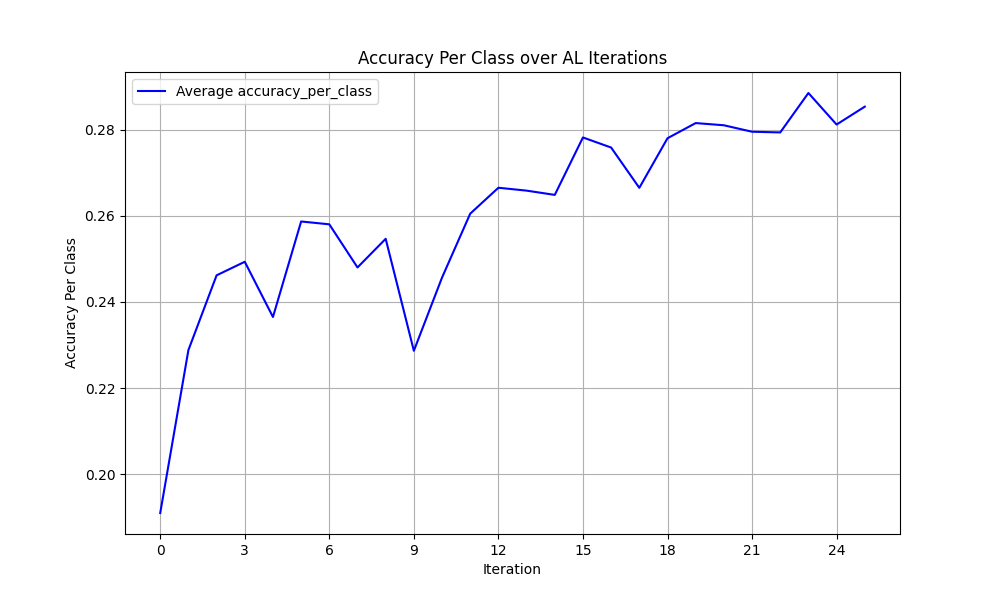 Accuracy Per Class over AL Iterations
Average accuracy_per_class
Accuracy Per Class
0.28
0.26
0.24
0.22
0.20
0 3 6 9 12 15 18 21 24
Iteration